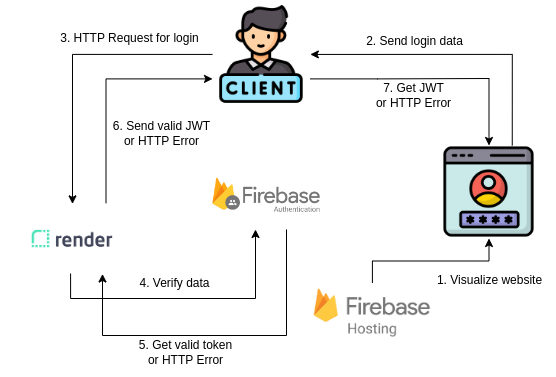 3. HTTP Request for login
2. Send login data
CLIENT
7. Get JWT
or HTTP Error
6. Send valid JWT
or HTTP Error
Firebase
Authentication
render
****
4. Verify data
1. Visualize website
Firebase
Hosting
5. Get valid token
or HTTP Error